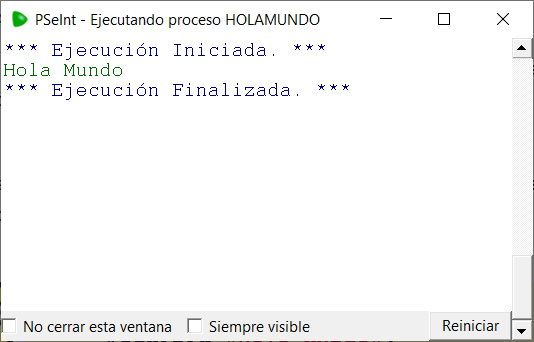 PSeInt - Ejecutando proceso HOLAMUNDO
*** Ejecución Iniciada. ***
Hola Mundo
*** Ejecución Finalizada. ***
No cerrar esta ventana Siempre visible Reiniciar